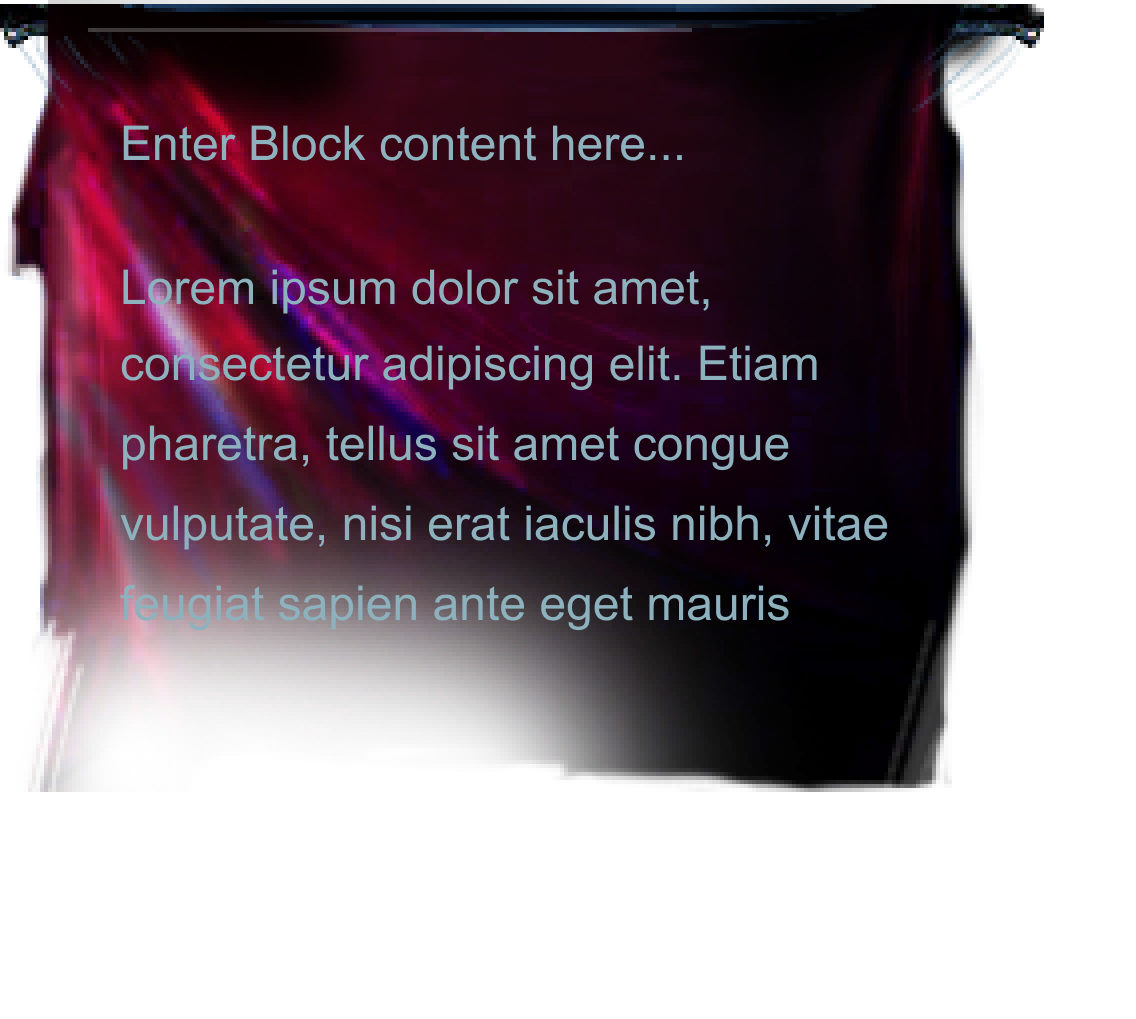 Enter Block content here...
Lorem ipsum dolor sit amet,
consectetur adipiscing elit. Etiam
pharetra, tellus sit amet congue
vulputate, nisi erat iaculis nibh, vitae
feugiat sapien ante eget mauris